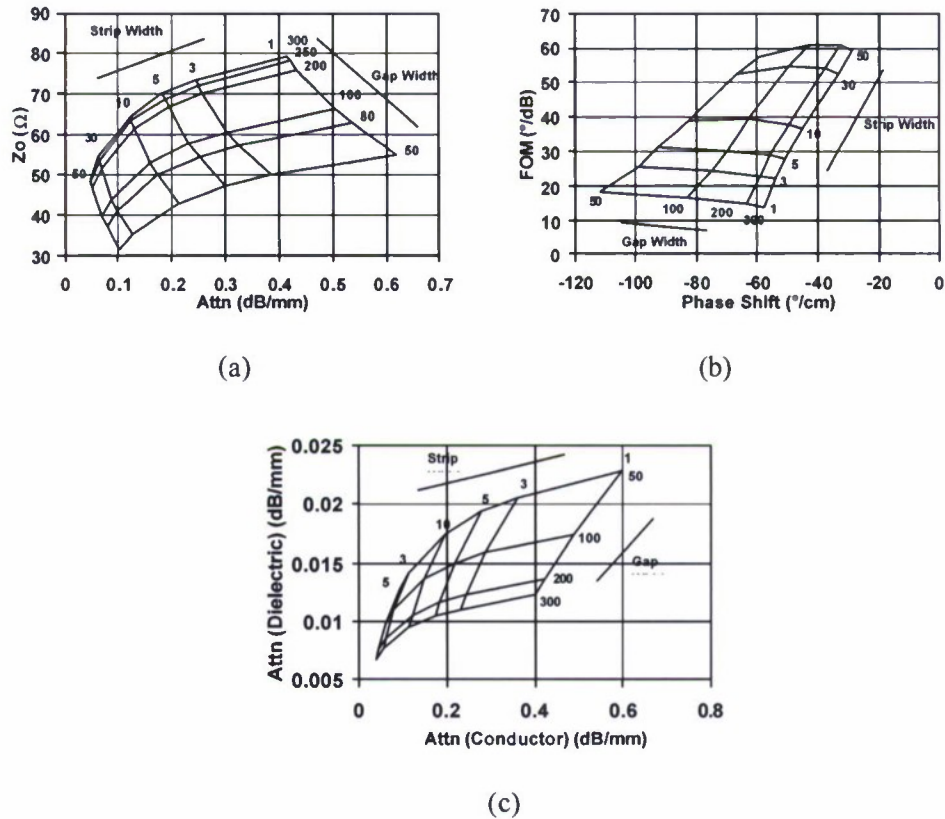 90
80
70
60
50
40
30
Zo (Ω)
Strip Width
1
300
250
200
3
5
10
30
50
Gap Width
100
80
50
0 0.1 0.2 0.3 0.4 0.5 0.6 0.7
Attn (dB/mm)
(a)
70
60
50
40
30
20
10
0
FOM (°/dB)
50
30
Strip Width
10
5
3
50 100 200 300 1
Gap Width
-120 -100 -80 -60 -40 -20 0
Phase Shift (°/cm)
(b)
0.025
0.02
0.015
0.01
0.005
Attn (Dielectric) (dB/mm)
Strip
1
50
3
5
10
3
5
100
Gap
200
300
0 0.2 0.4 0.6 0.8
Attn (Conductor) (dB/mm)
(c)